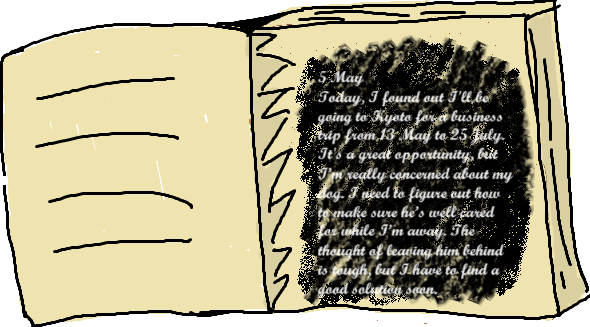 5 May
Today, I found out I'll be
going to Kyoto for a business
trip from 13 May to 25 July.
It's a great opportunity, but
I'm really concerned about my
dog. I need to figure out how
to make sure he's well cared
for while I'm away. The
thought of leaving him behind
is tough, but I have to find a
good solution soon.